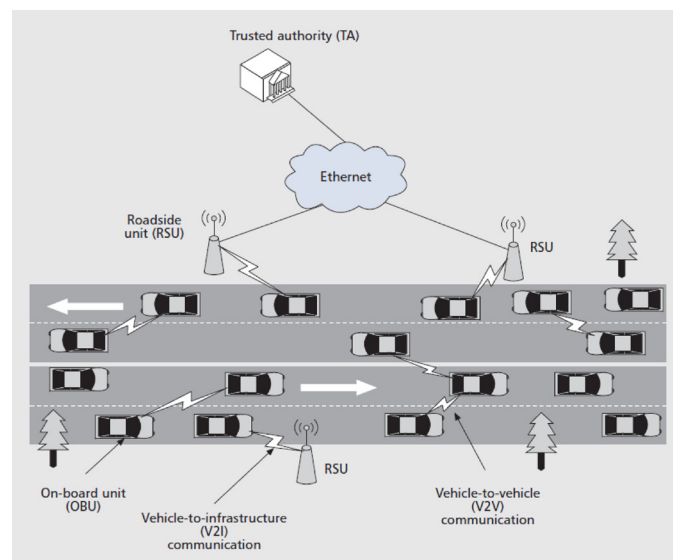 Trusted authority (TA)
Ethernet
Roadside
unit (RSU)
RSU
RSU
On-board unit
(OBU)
Vehicle-to-infrastructure
(V2I)
communication
Vehicle-to-vehicle
(V2V)
communication